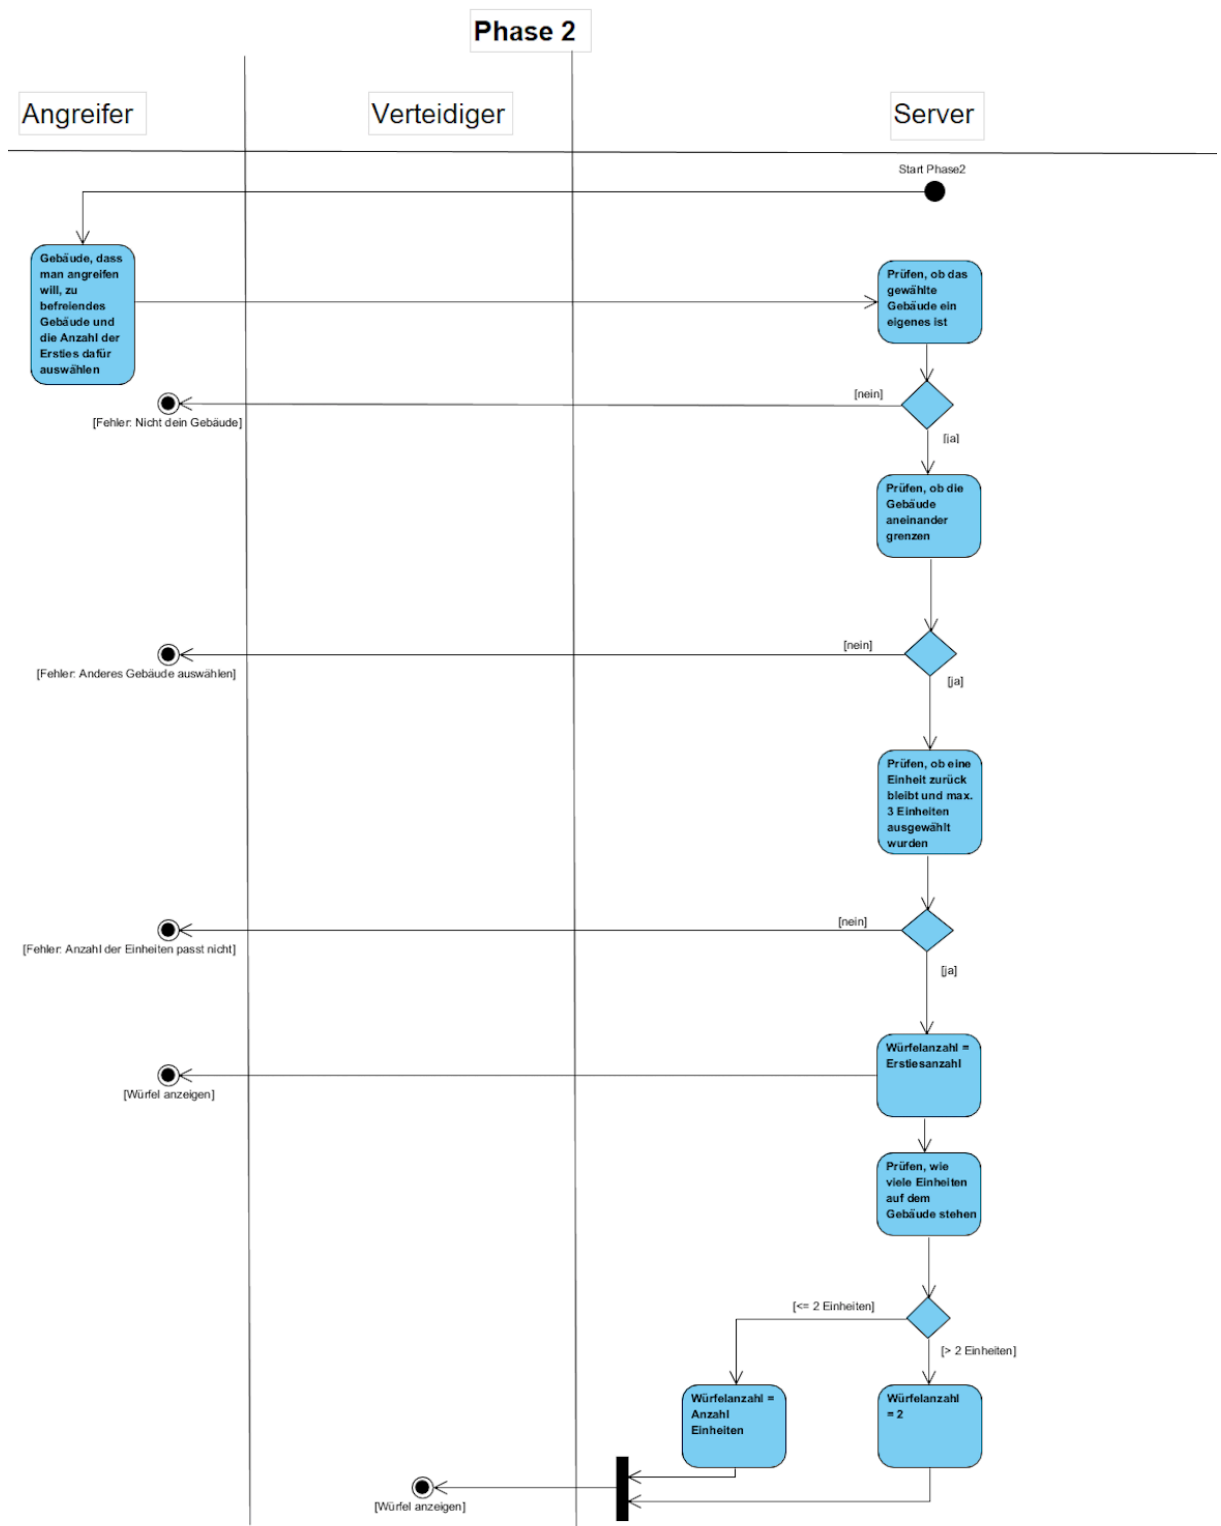 Phase 2
Angreifer
Verteidiger
Server
Start Phase2
Gebäude, dass
man angreifen
will, zu
befreiendes
Gebäude und
die Anzahl der
Ersties dafür
auswählen
Prüfen, ob das
gewählte
Gebäude ein
eigenes ist
[nein]
[Fehler: Nicht dein Gebäude]
[ja]
Prüfen, ob die
Gebäude
aneinander
grenzen
[nein]
[Fehler: Anderes Gebäude auswählen]
[ja]
Prüfen, ob eine
Einheit zurück
bleibt und max.
3 Einheiten
ausgewählt
wurden
[nein]
[Fehler: Anzahl der Einheiten passt nicht]
[ja]
Würfelanzahl =
Erstiesanzahl
[Würfel anzeigen]
Prüfen, wie
viele Einheiten
auf dem
Gebäude stehen
[<= 2 Einheiten]
[> 2 Einheiten]
Würfelanzahl =
Anzahl
Einheiten
Würfelanzahl
= 2
[Würfel anzeigen]